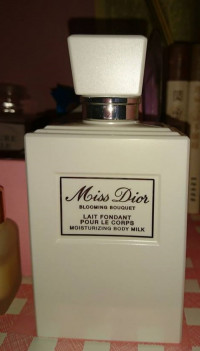 Miss Dior
BLOOMING BOUQUET
LAIT FONDANT
POUR LE CORPS
MOISTURIZING BODY MILK